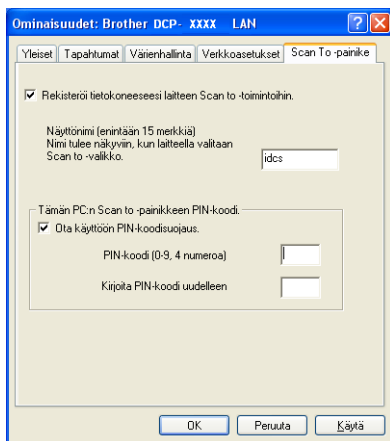 Ominaisuudet: Brother DCP- XXXX LAN
Yleiset Tapahtumat Värienhallinta Verkkoasetukset Scan To -painike
Rekisteröi tietokoneeseesi laitteen Scan to -toimintoihin.
Näyttönimi (enintään 15 merkkiä)
Nimi tulee näkyviin, kun laitteella valitaan
Scan to -valikko.
idcs
Tämän PC:n Scan to -painikkeen PIN-koodi.
Ota käyttöön PIN-koodisuojaus.
PIN-koodi (0-9, 4 numeroa)
Kirjoita PIN-koodi uudelleen
OK Peruuta Käytä